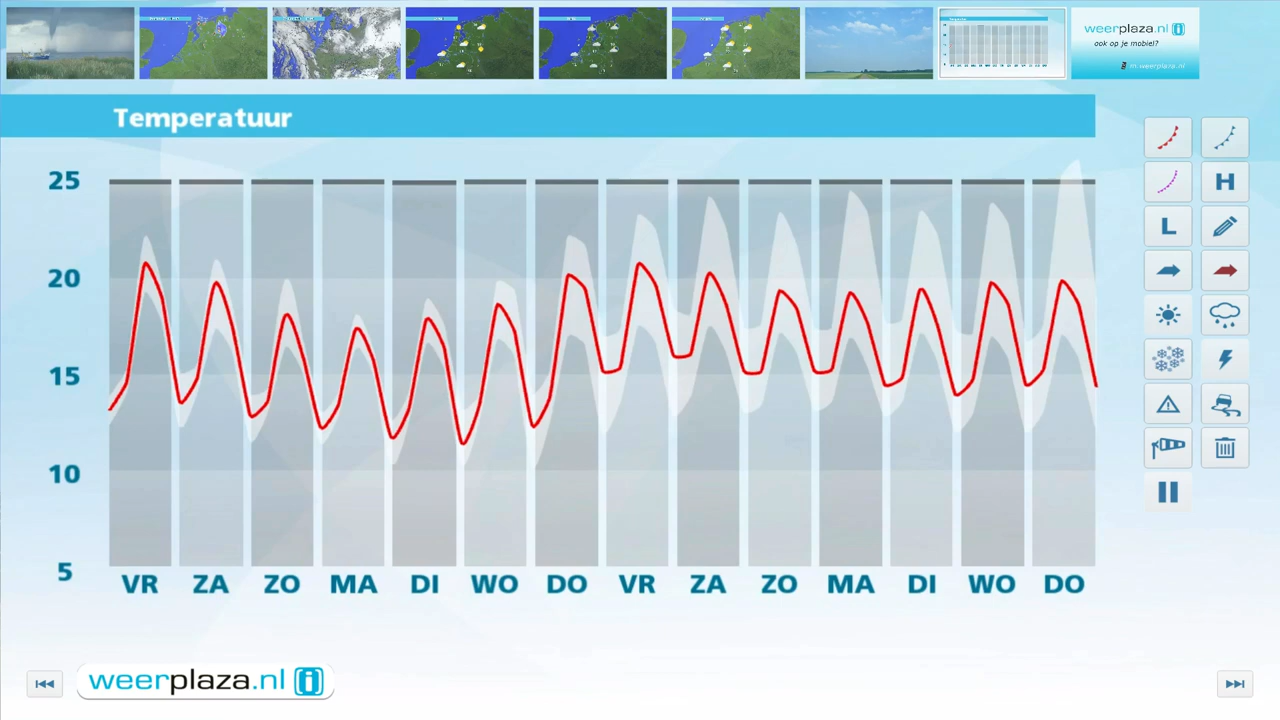 weerplaza.nl
ook op je mobiel?
m.weerplaza.nl
Temperatuur
25
20
15
10
5
VR ZA ZO MA DI WO DO VR ZA ZO MA DI WO DO
H
L
weerplaza.nl